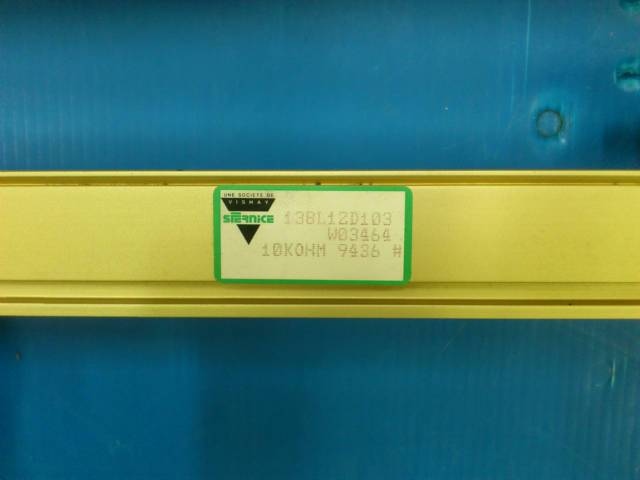 UNE SOCIETE DE
VISHAY
SFERNICE
138L12D103
W03464
10KOHM 9436 #